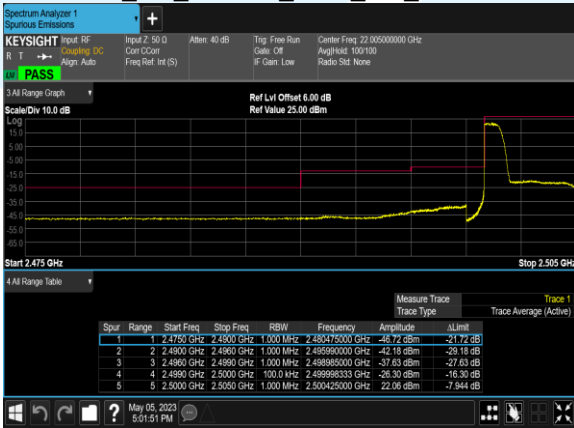 Spectrum Analyzer 1
Spurious Emissions
+
KEYSIGHT Input: RF Input Z: 50 Ω Atten: 40 dB Trig: Free Run Center Freq: 22.005000000 GHz
R T Coupling: DC Corr CCorr Gate: Off Avg|Hold: 100/100
Align: Auto Freq Ref: Int (S) IF Gain: Low Radio Std: None
PASS
3 All Range Graph Ref Lvl Offset 6.00 dB
Scale/Div 10.0 dB Ref Value 25.00 dBm
Log
15.0
5.00
-5.00
-15.0
-25.0
-35.0
-45.0
-55.0
-65.0
Start 2.475 GHz Stop 2.505 GHz
4 All Range Table
Measure Trace Trace 1
Trace Type Trace Average (Active)
Spur Range Start Freq Stop Freq RBW Frequency Amplitude ΔLimit
1 1 2.4750 GHz 2.4900 GHz 1.000 MHz 2.480475000 GHz -46.72 dBm -21.72 dB
2 2 2.4900 GHz 2.4960 GHz 1.000 MHz 2.495990000 GHz -42.18 dBm -29.18 dB
3 3 2.4960 GHz 2.4990 GHz 1.000 MHz 2.498985000 GHz -37.63 dBm -27.63 dB
4 4 2.4990 GHz 2.5000 GHz 100.0 kHz 2.499998333 GHz -26.30 dBm -16.30 dB
5 5 2.5000 GHz 2.5050 GHz 1.000 MHz 2.500425000 GHz 22.06 dBm -7.944 dB
? May 05, 2023
5:01:51 PM